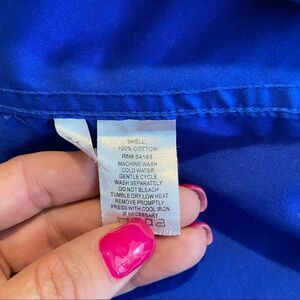 SHELL:
100% COTTON
RN# 54163
MACHINE WASH
COLD WATER
GENTLE CYCLE
WASH SEPARATELY
DO NOT BLEACH
TUMBLE DRY LOW HEAT
REMOVE PROMPTLY
PRESS WITH COOL IRON
IF NECESSARY